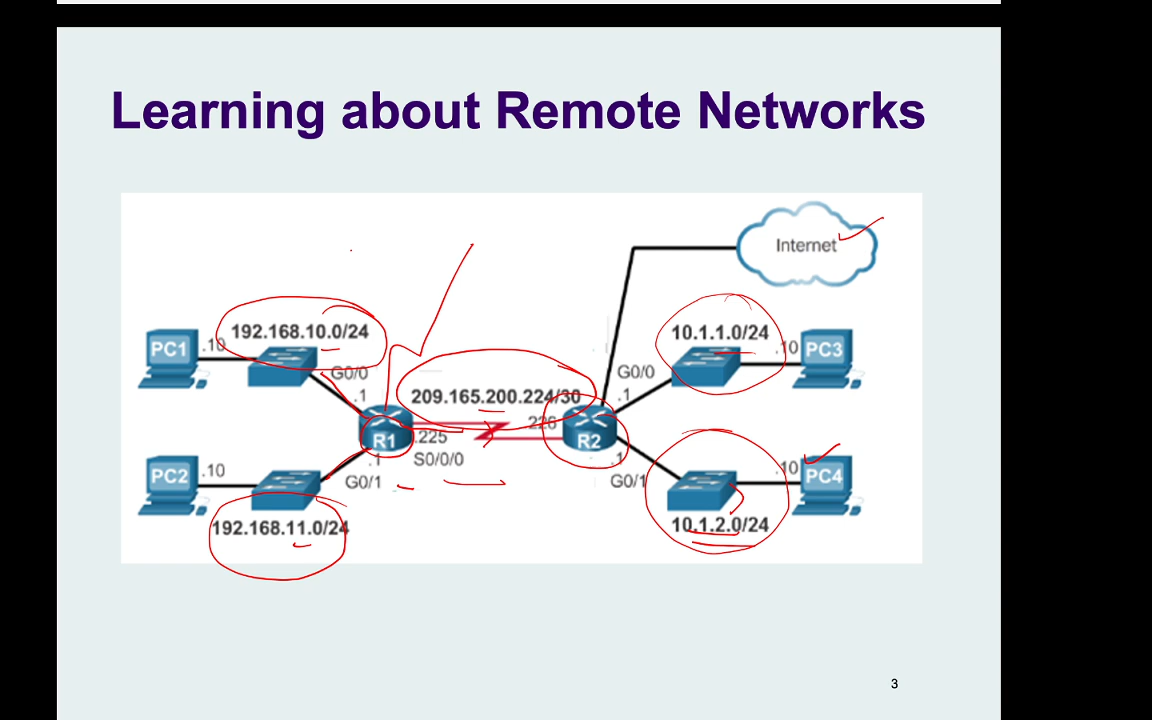 Learning about Remote Networks
Internet
192.168.10.0/24
10.1.1.0/24
PC1
.10
.10
PC3
G0/0
G0/0
.1
209.165.200.224/30
.1
.226
R1
.225
R2
S0/0/0
.1
.1
PC2
.10
G0/1
G0/1
.10
PC4
192.168.11.0/24
10.1.2.0/24
3